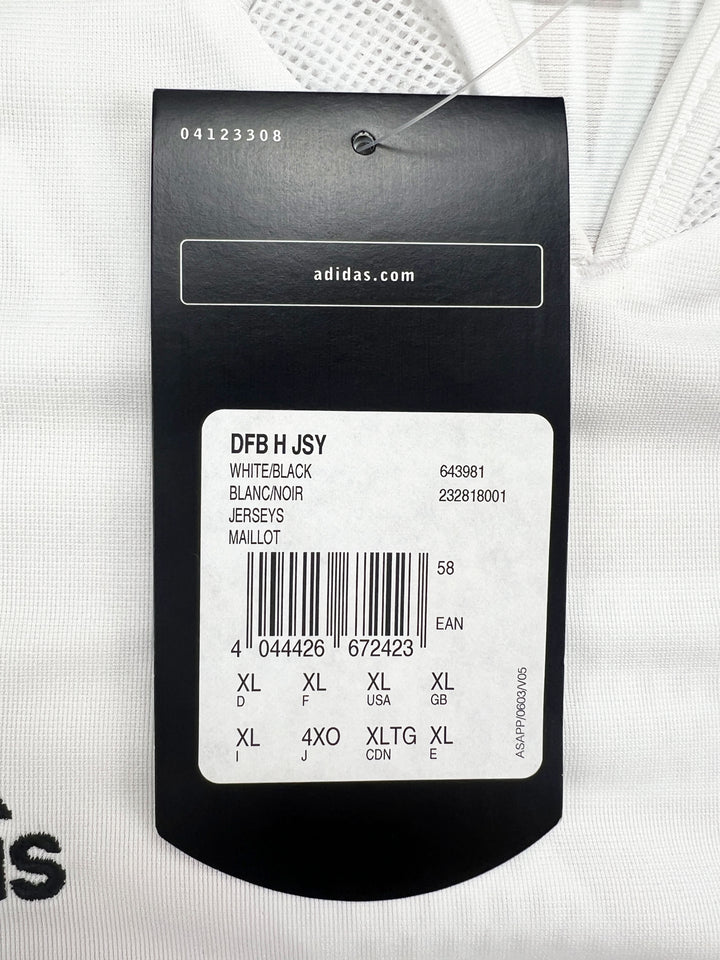 04123308
adidas.com
DFB H JSY
WHITE/BLACK 643981
BLANC/NOIR 232818001
JERSEYS
MAILLOT
58
EAN
4 044426 672423
XL XL XL XL
D F USA GB
XL 4XO XLTG XL
I J CDN E
ASAPP/0603/V05